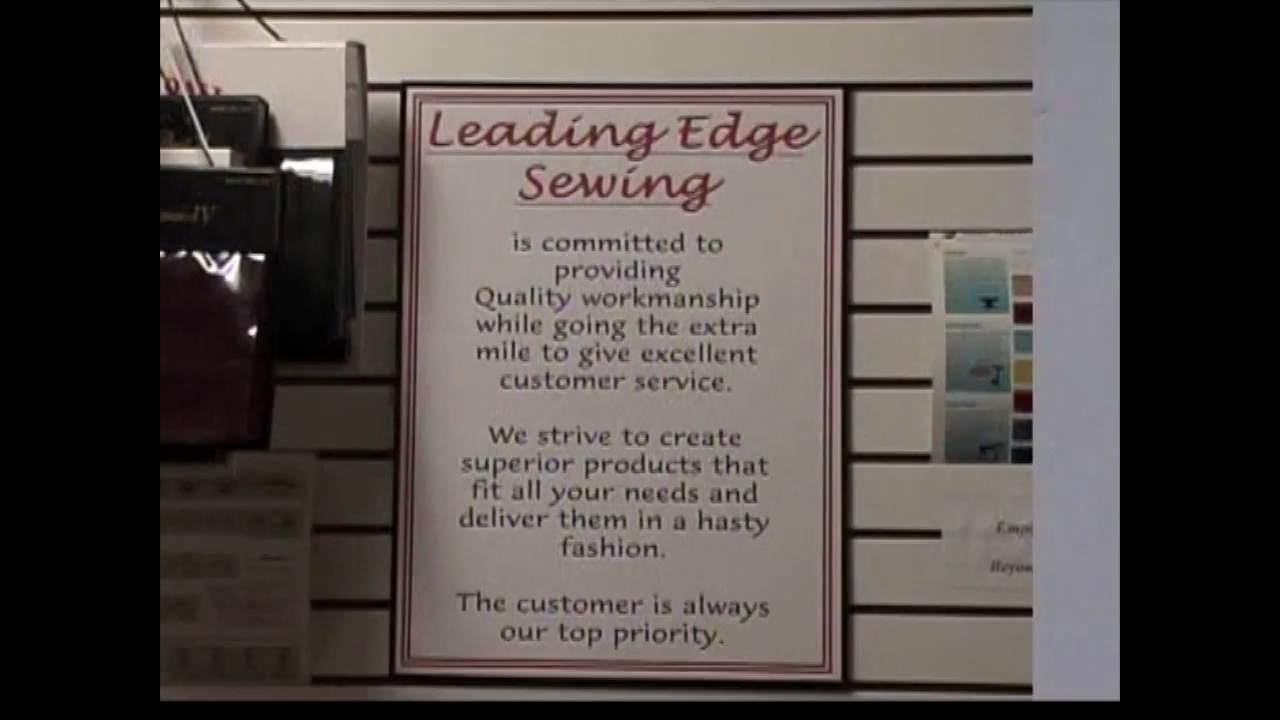 Leading Edge
Sewing
is committed to
providing
Quality workmanship
while going the extra
mile to give excellent
customer service.
We strive to create
superior products that
fit all your needs and
deliver them in a hasty
fashion.
The customer is always
our top priority.